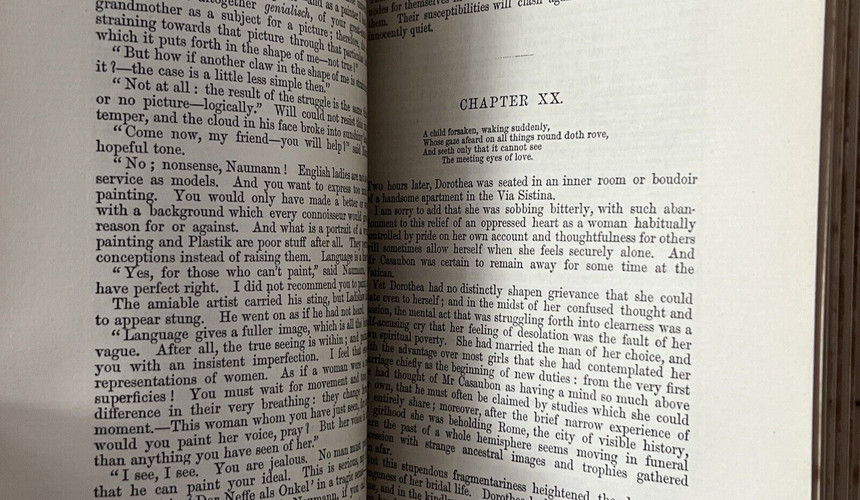 altogether genialisch, of your great-
grandmother as a subject for a picture; therefore,
straining towards that picture through that particular
which it puts forth in the shape of me—not true?"
"But how if another claw in the shape of me is
it?—the case is a little less simple then."
"Not at all: the result of the struggle is the same
or no picture—logically." Will could not resist this
temper, and the cloud in his face broke into sunshiny
"Come now, my friend—you will help?" said
hopeful tone.
"No; nonsense, Naumann! English ladies are not
service as models. And you want to express too
painting. You would only have made a better or
with a background which every connoisseur would
reason for or against. And what is a portrait of a
painting and Plastik are poor stuff after all. They
conceptions instead of raising them. Language is a
"Yes, for those who can't paint," said Naumann.
have perfect right. I did not recommend you to
The amiable artist carried his sting, but Ladislaw
to appear stung. He went on as if he had not heard.
"Language gives a fuller image, which is all the
vague. After all, the true seeing is within; and
you with an insistent imperfection. I feel that
representations of women. As if a woman were a
superficies! You must wait for movement and
difference in their very breathing: they change
moment.—This woman whom you have just seen,
would you paint her voice, pray? But her voice
than anything you have seen of her."
"I see, I see. You are jealous. No man must
that he can paint your ideal. This is serious, my
'Der Neffe als Onkel' in a tragic sense
Naumann, if you
modes for themselves
them. Their susceptibilities will clash
innocently quiet.
CHAPTER XX.
A child forsaken, waking suddenly,
Whose gaze afeard on all things round doth rove,
And seeth only that it cannot see
The meeting eyes of love.
Two hours later, Dorothea was seated in an inner room or boudoir
of a handsome apartment in the Via Sistina.
I am sorry to add that she was sobbing bitterly, with such aban-
to this relief of an oppressed heart as a woman habitually
controlled by pride on her own account and thoughtfulness for others
will sometimes allow herself when she feels securely alone. And
Mr Casaubon was certain to remain away for some time at the
Vatican.
Yet Dorothea had no distinctly shapen grievance that she could
state even to herself; and in the midst of her confused thought and
passion, the mental act that was struggling forth into clearness was a
self-accusing cry that her feeling of desolation was the fault of her
own spiritual poverty. She had married the man of her choice, and
with the advantage over most girls that she had contemplated her
marriage chiefly as the beginning of new duties: from the very first
had thought of Mr Casaubon as having a mind so much above
own, that he must often be claimed by studies which she could
entirely share; moreover, after the brief narrow experience of
girlhood she was beholding Rome, the city of visible history,
the past of a whole hemisphere seems moving in funeral
procession with strange ancestral images and trophies gathered
afar.
But this stupendous fragmentariness heightened the
of her bridal life. Dorothea
and in the